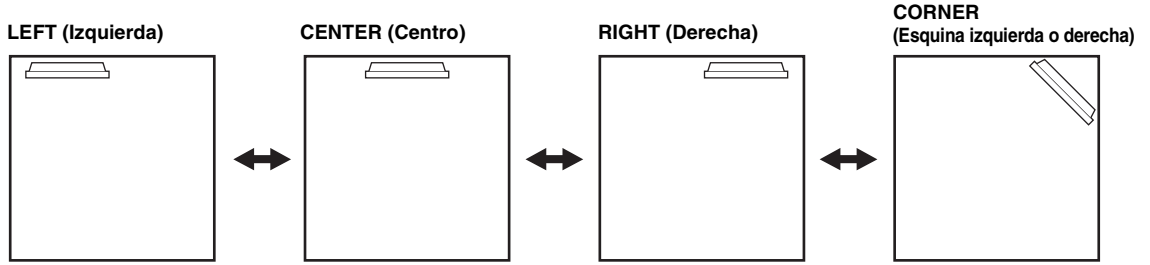 LEFT (Izquierda)
CENTER (Centro)
RIGHT (Derecha)
CORNER
(Esquina izquierda o derecha)